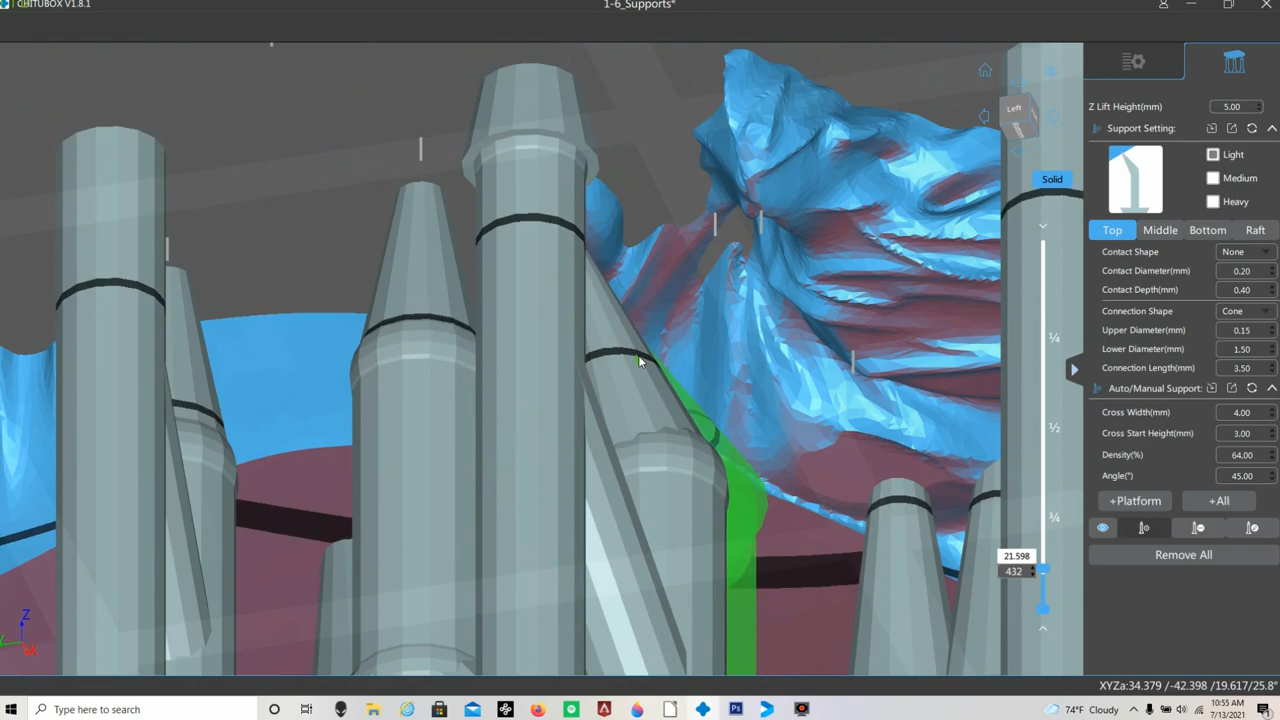 CHITUBOX V1.8.1
1-6_Supports*
Z Lift Height(mm) 5.00
Support Setting:
Light
Medium
Heavy
Top Middle Bottom Raft
Contact Shape None
Contact Diameter(mm) 0.20
Contact Depth(mm) 0.40
Connection Shape Cone
Upper Diameter(mm) 0.15
Lower Diameter(mm) 1.50
Connection Length(mm) 3.50
Auto/Manual Support:
Cross Width(mm) 4.00
Cross Start Height(mm) 3.00
Density(%) 64.00
Angle(°) 45.00
+Platform +All
Remove All
Left
Solid
¼
½
¾
21.598
432
Z
X
Y
XYZa:34.379 /-42.398 /19.617/25.8°
Type here to search
Ps
74°F Cloudy
10:55 AM
7/13/2021